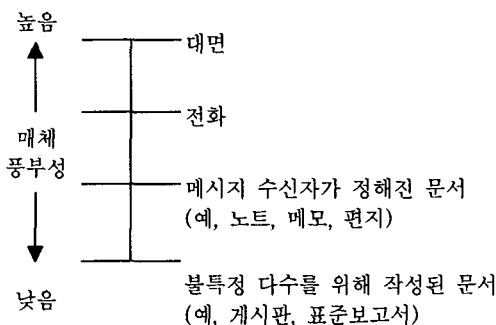 높음
대면
전화
매체
풍부성
메시지 수신자가 정해진 문서
(예, 노트, 메모, 편지)
낮음
불특정 다수를 위해 작성된 문서
(예, 게시판, 표준보고서)